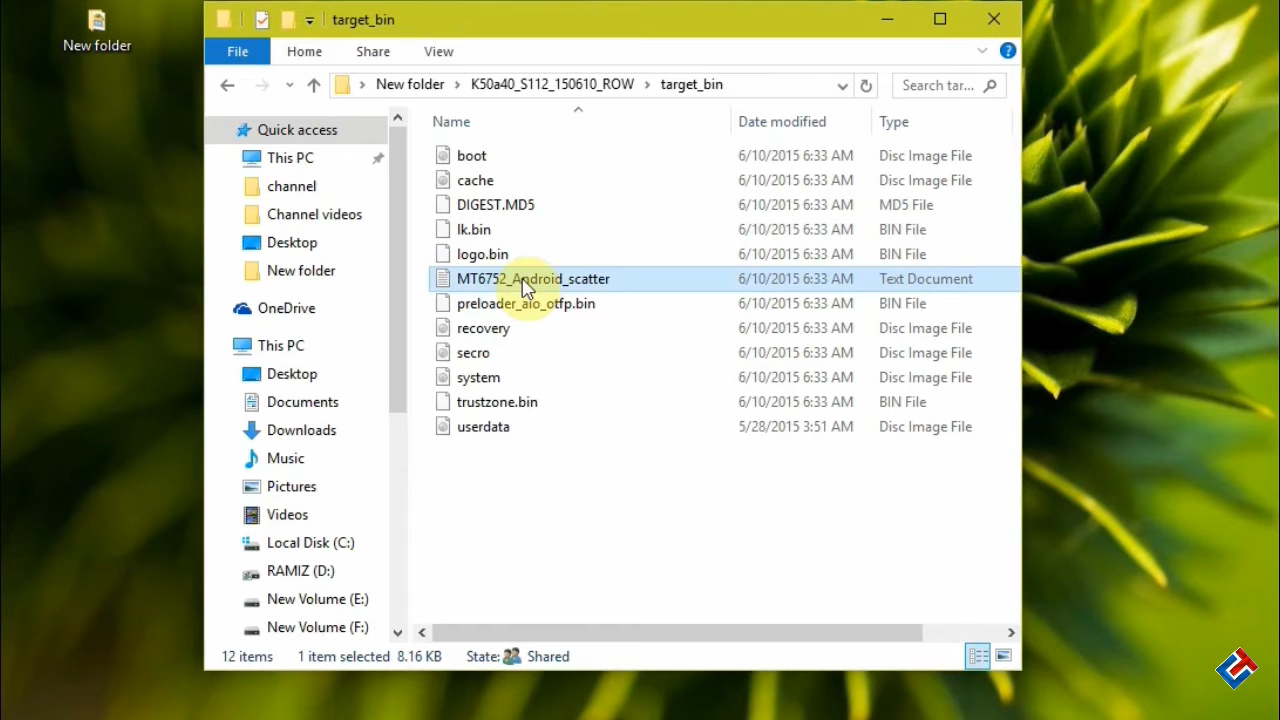 New folder
target_bin
File Home Share View
New folder K50a40_S112_150610_ROW target_bin Search tar...
Name Date modified Type
Quick access
This PC
channel
Channel videos
Desktop
New folder
OneDrive
This PC
Desktop
Documents
Downloads
Music
Pictures
Videos
Local Disk (C:)
RAMIZ (D:)
New Volume (E:)
New Volume (F:)
boot 6/10/2015 6:33 AM Disc Image File
cache 6/10/2015 6:33 AM Disc Image File
DIGEST.MD5 6/10/2015 6:33 AM MD5 File
lk.bin 6/10/2015 6:33 AM BIN File
logo.bin 6/10/2015 6:33 AM BIN File
MT6752_Android_scatter 6/10/2015 6:33 AM Text Document
preloader_aio_otfp.bin 6/10/2015 6:33 AM BIN File
recovery 6/10/2015 6:33 AM Disc Image File
secro 6/10/2015 6:33 AM Disc Image File
system 6/10/2015 6:33 AM Disc Image File
trustzone.bin 6/10/2015 6:33 AM BIN File
userdata 5/28/2015 3:51 AM Disc Image File
12 items 1 item selected 8.16 KB State: Shared